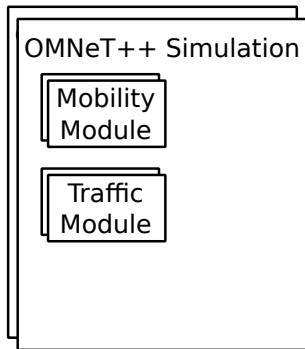 OMNeT++ Simulation
Mobility
Module
Traffic
Module